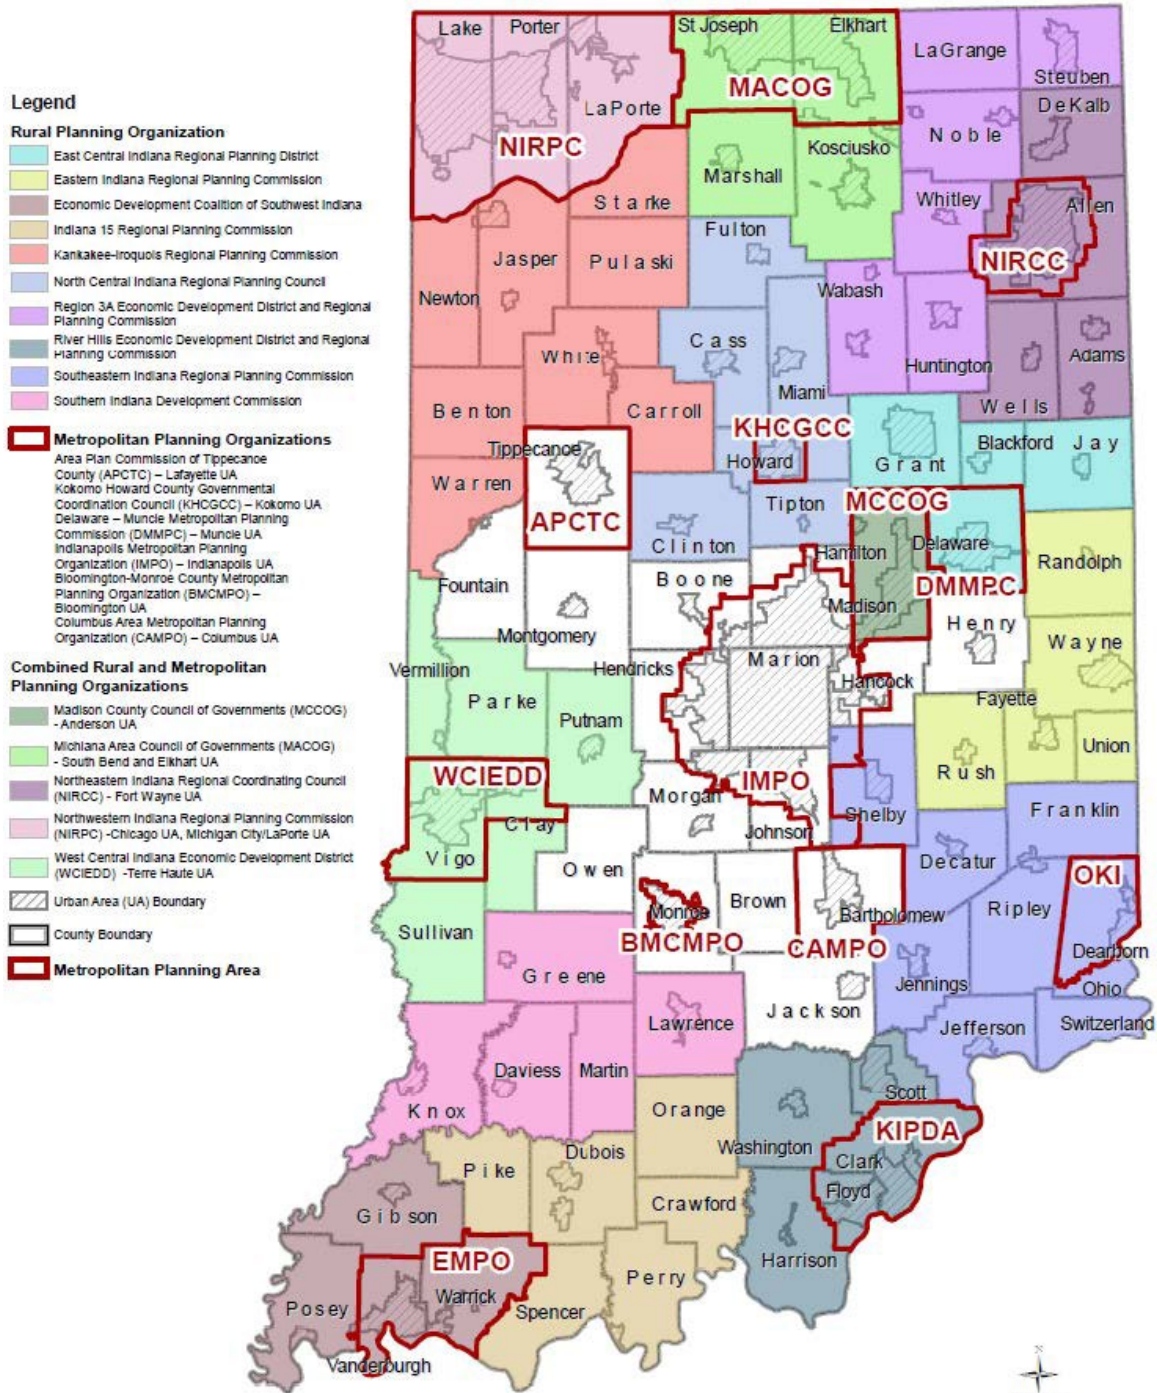 Legend
Rural Planning Organization
East Central Indiana Regional Planning District
Eastern Indiana Regional Planning Commission
Economic Development Coalition of Southwest Indiana
Indiana 15 Regional Planning Commission
Kankakee-Iroquois Regional Planning Commission
North Central Indiana Regional Planning Council
Region 3A Economic Development District and Regional
Planning Commission
River Hills Economic Development District and Regional
Planning Commission
Southeastern Indiana Regional Planning Commission
Southern Indiana Development Commission
Metropolitan Planning Organizations
Area Plan Commission of Tippecanoe
County (APCTC) – Lafayette UA
Kokomo Howard County Governmental
Coordination Council (KHCGCC) – Kokomo UA
Delaware – Muncie Metropolitan Planning
Commission (DMMPC) – Muncie UA
Indianapolis Metropolitan Planning
Organization (IMPO) – Indianapolis UA
Bloomington-Monroe County Metropolitan
Planning Organization (BMCMPO) –
Bloomington UA
Columbus Area Metropolitan Planning
Organization (CAMPO) – Columbus UA
Combined Rural and Metropolitan
Planning Organizations
Madison County Council of Governments (MCCOG)
- Anderson UA
Michiana Area Council of Governments (MACOG)
- South Bend and Elkhart UA
Northeastern Indiana Regional Coordinating Council
(NIRCC) - Fort Wayne UA
Northwestern Indiana Regional Planning Commission
(NIRPC) -Chicago UA, Michigan City/LaPorte UA
West Central Indiana Economic Development District
(WCIEDD) -Terre Haute UA
Urban Area (UA) Boundary
County Boundary
Metropolitan Planning Area
Lake
Porter
St Joseph
Elkhart
LaGrange
Steuben
MACOG
LaPorte
NIRPC
Noble
DeKalb
Kosciusko
Marshall
Starke
Whitley
Allen
Fulton
NIRCC
Jasper
Pulaski
Newton
Wabash
Cass
White
Huntington
Adams
Miami
Benton
Carroll
Wells
KHCGCC
Tippecanoe
Howard
Blackford
Jay
Grant
Warren
Tipton
MCCOG
APCTC
Clinton
Hamilton
Delaware
Randolph
Boone
Fountain
DMMPC
Madison
Henry
Montgomery
Wayne
Vermillion
Hendricks
Marion
Hancock
Parke
Fayette
Putnam
Union
WCIEDD
IMPO
Rush
Morgan
Shelby
Franklin
Clay
Johnson
Vigo
Owen
Decatur
OKI
Monroe
Brown
Bartholomew
Ripley
Sullivan
BMCMPO
CAMPO
Dearborn
Greene
Jennings
Ohio
Lawrence
Jackson
Jefferson
Switzerland
Daviess
Martin
Scott
Knox
Orange
KIPDA
Washington
Pike
Dubois
Clark
Floyd
Crawford
Gibson
Harrison
EMPO
Perry
Warrick
Posey
Spencer
Vanderburgh
N